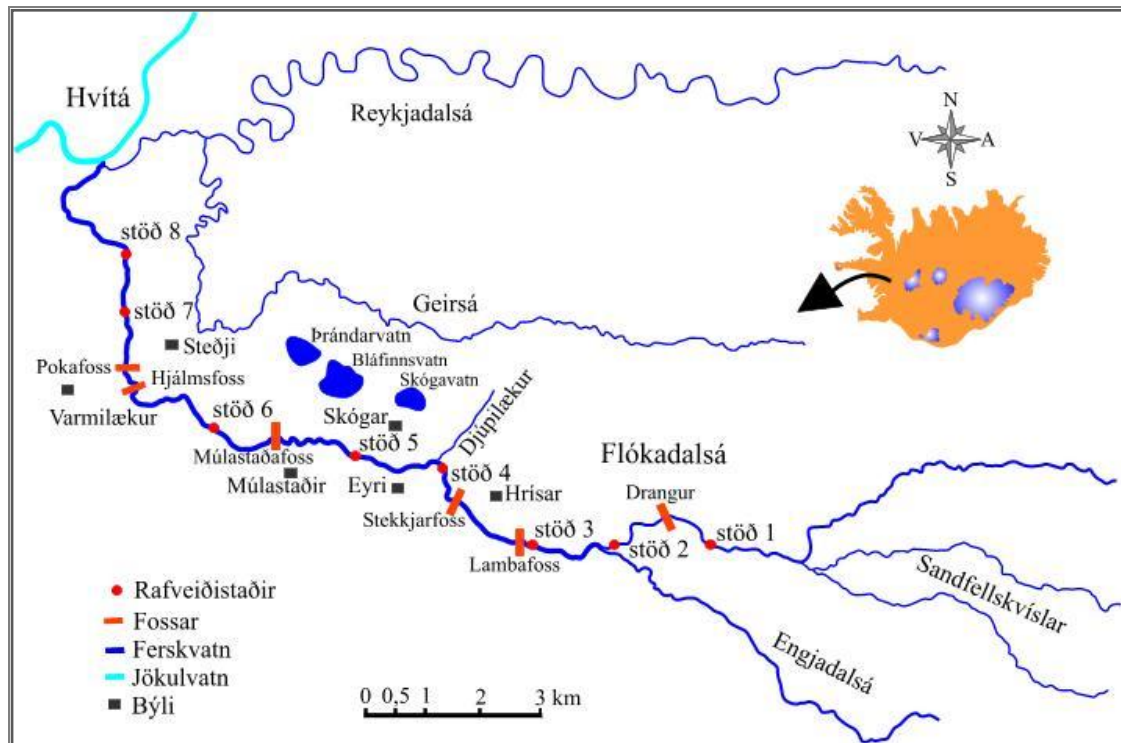 Hvítá
Reykjadalsá
N
V A
S
stöð 8
stöð 7
Geirsá
Steðji
Þrándarvatn
Pokafoss
Hjálmsfoss
Bláfinnsvatn
Skógavatn
Varmilækur
stöð 6
Skógar
Djúpilækur
stöð 5
Múlastaðafoss
Múlastaðir
Eyri
stöð 4
Flókadalsá
Hrísar
Drangur
Stekkjarfoss
stöð 3
stöð 2
stöð 1
Lambafoss
Sandfellskvíslar
Engjadalsá
Rafveiðistaðir
Fossar
Ferskvatn
Jökulvatn
Býli
0 0,5 1 2 3 km